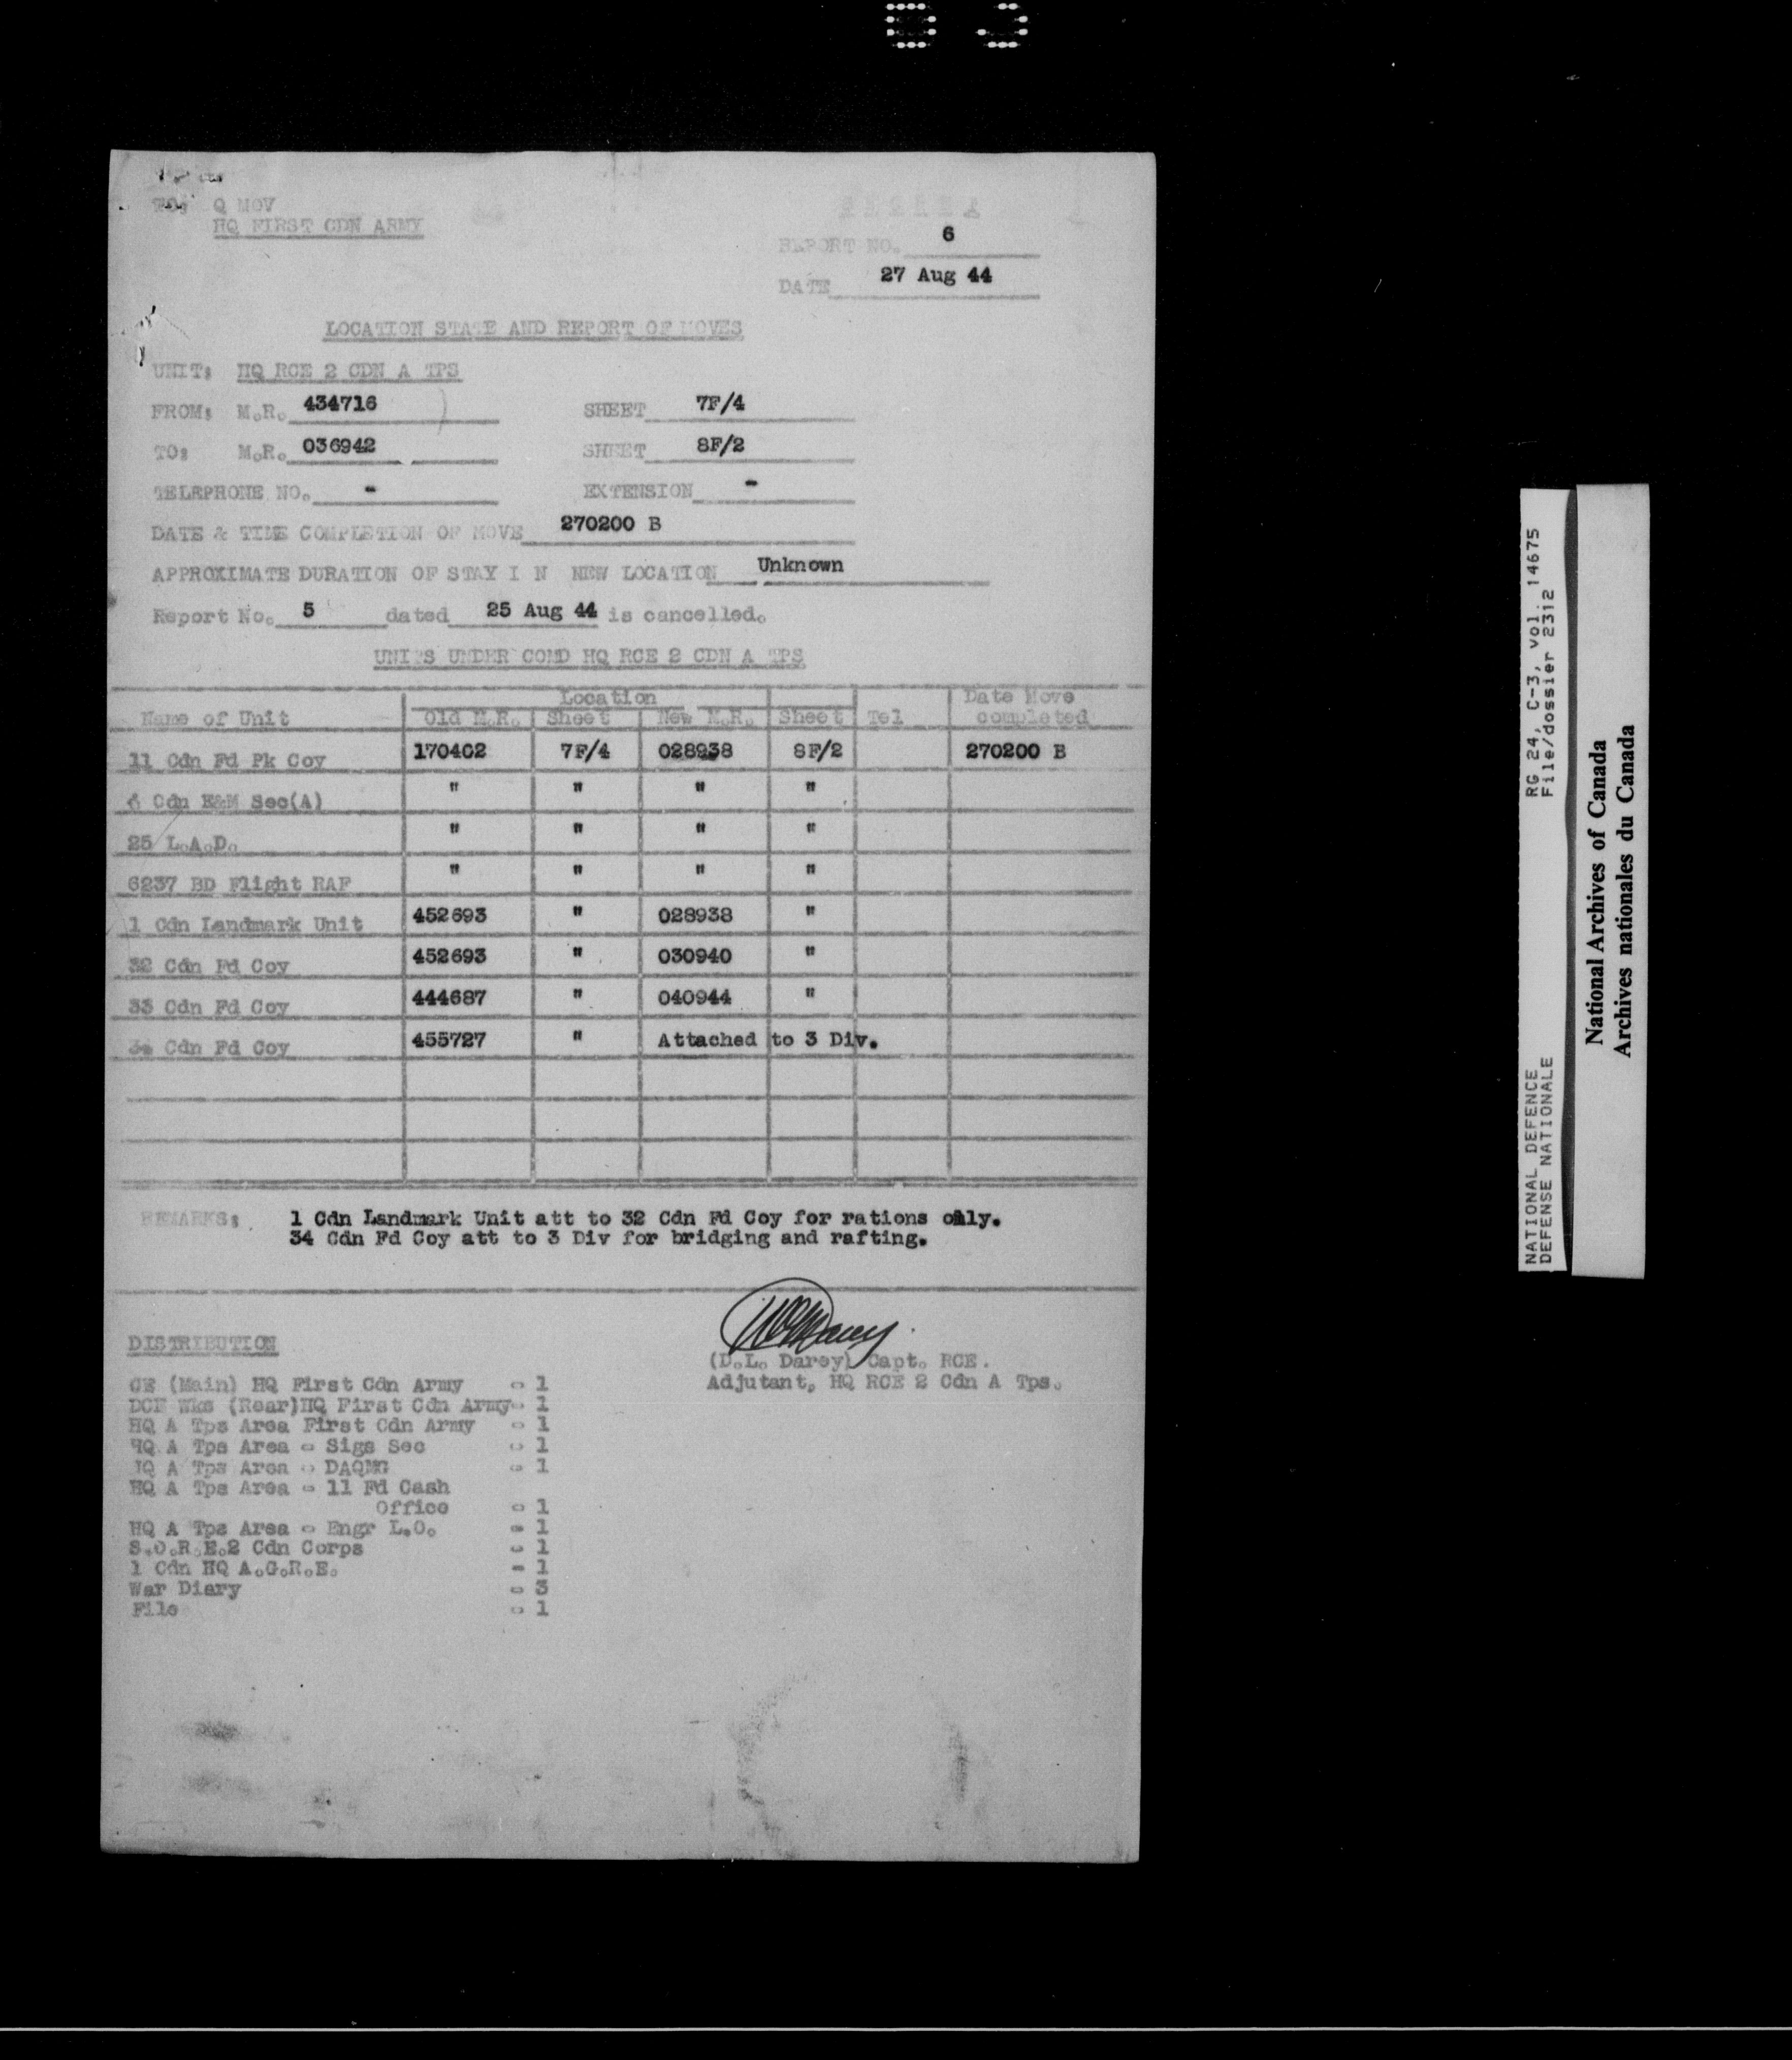 TO: Q MOV
HQ FIRST CDN ARMY
REPORT NO. 6
DATE 27 Aug 44
LOCATION STATE AND REPORT OF MOVES
UNIT: HQ RCE 2 CDN A TPS
FROM: M.R. 434716 SHEET 7F/4
TO: M.R. 036942 SHEET 8F/2
TELEPHONE NO. - EXTENSION -
DATE & TIME COMPLETION OF MOVE 270200 B
APPROXIMATE DURATION OF STAY I N NEW LOCATION Unknown
Report No. 5 dated 25 Aug 44 is cancelled.
UNITS UNDER COMD HQ RCE 2 CDN A TPS
Location Date Move
Name of Unit Old M.R. Sheet New M.R. Sheet Tel completed
11 Cdn Fd Pk Coy 170402 7F/4 028938 8F/2 270200 B
6 Cdn E&M Sec(A) " " " "
25 L.A.D. " " " "
6237 BD Flight RAF " " " "
1 Cdn Landmark Unit 452693 " 028938 "
32 Cdn Fd Coy 452693 " 030940 "
33 Cdn Fd Coy 444687 " 040944 "
34 Cdn Fd Coy 455727 " Attached to 3 Div.
REMARKS: 1 Cdn Landmark Unit att to 32 Cdn Fd Coy for rations only.
34 Cdn Fd Coy att to 3 Div for bridging and rafting.
(D.L. Darey) Capt. RCE.
Adjutant, HQ RCE 2 Cdn A Tps.
DISTRIBUTION
CE (Main) HQ First Cdn Army - 1
DCE Wks (Rear)HQ First Cdn Army- 1
HQ A Tps Area First Cdn Army - 1
HQ A Tps Area - Sigs Sec - 1
HQ A Tps Area - DAQMG - 1
HQ A Tps Area - 11 Fd Cash
Office - 1
HQ A Tps Area - Engr L.O. - 1
S.O.R.E.2 Cdn Corps - 1
1 Cdn HQ A.G.R.E. - 1
War Diary - 3
File - 1
NATIONAL DEFENCE RG 24, C-3, vol. 14675
DEFENSE NATIONALE File/dossier 2312
National Archives of Canada
Archives nationales du Canada